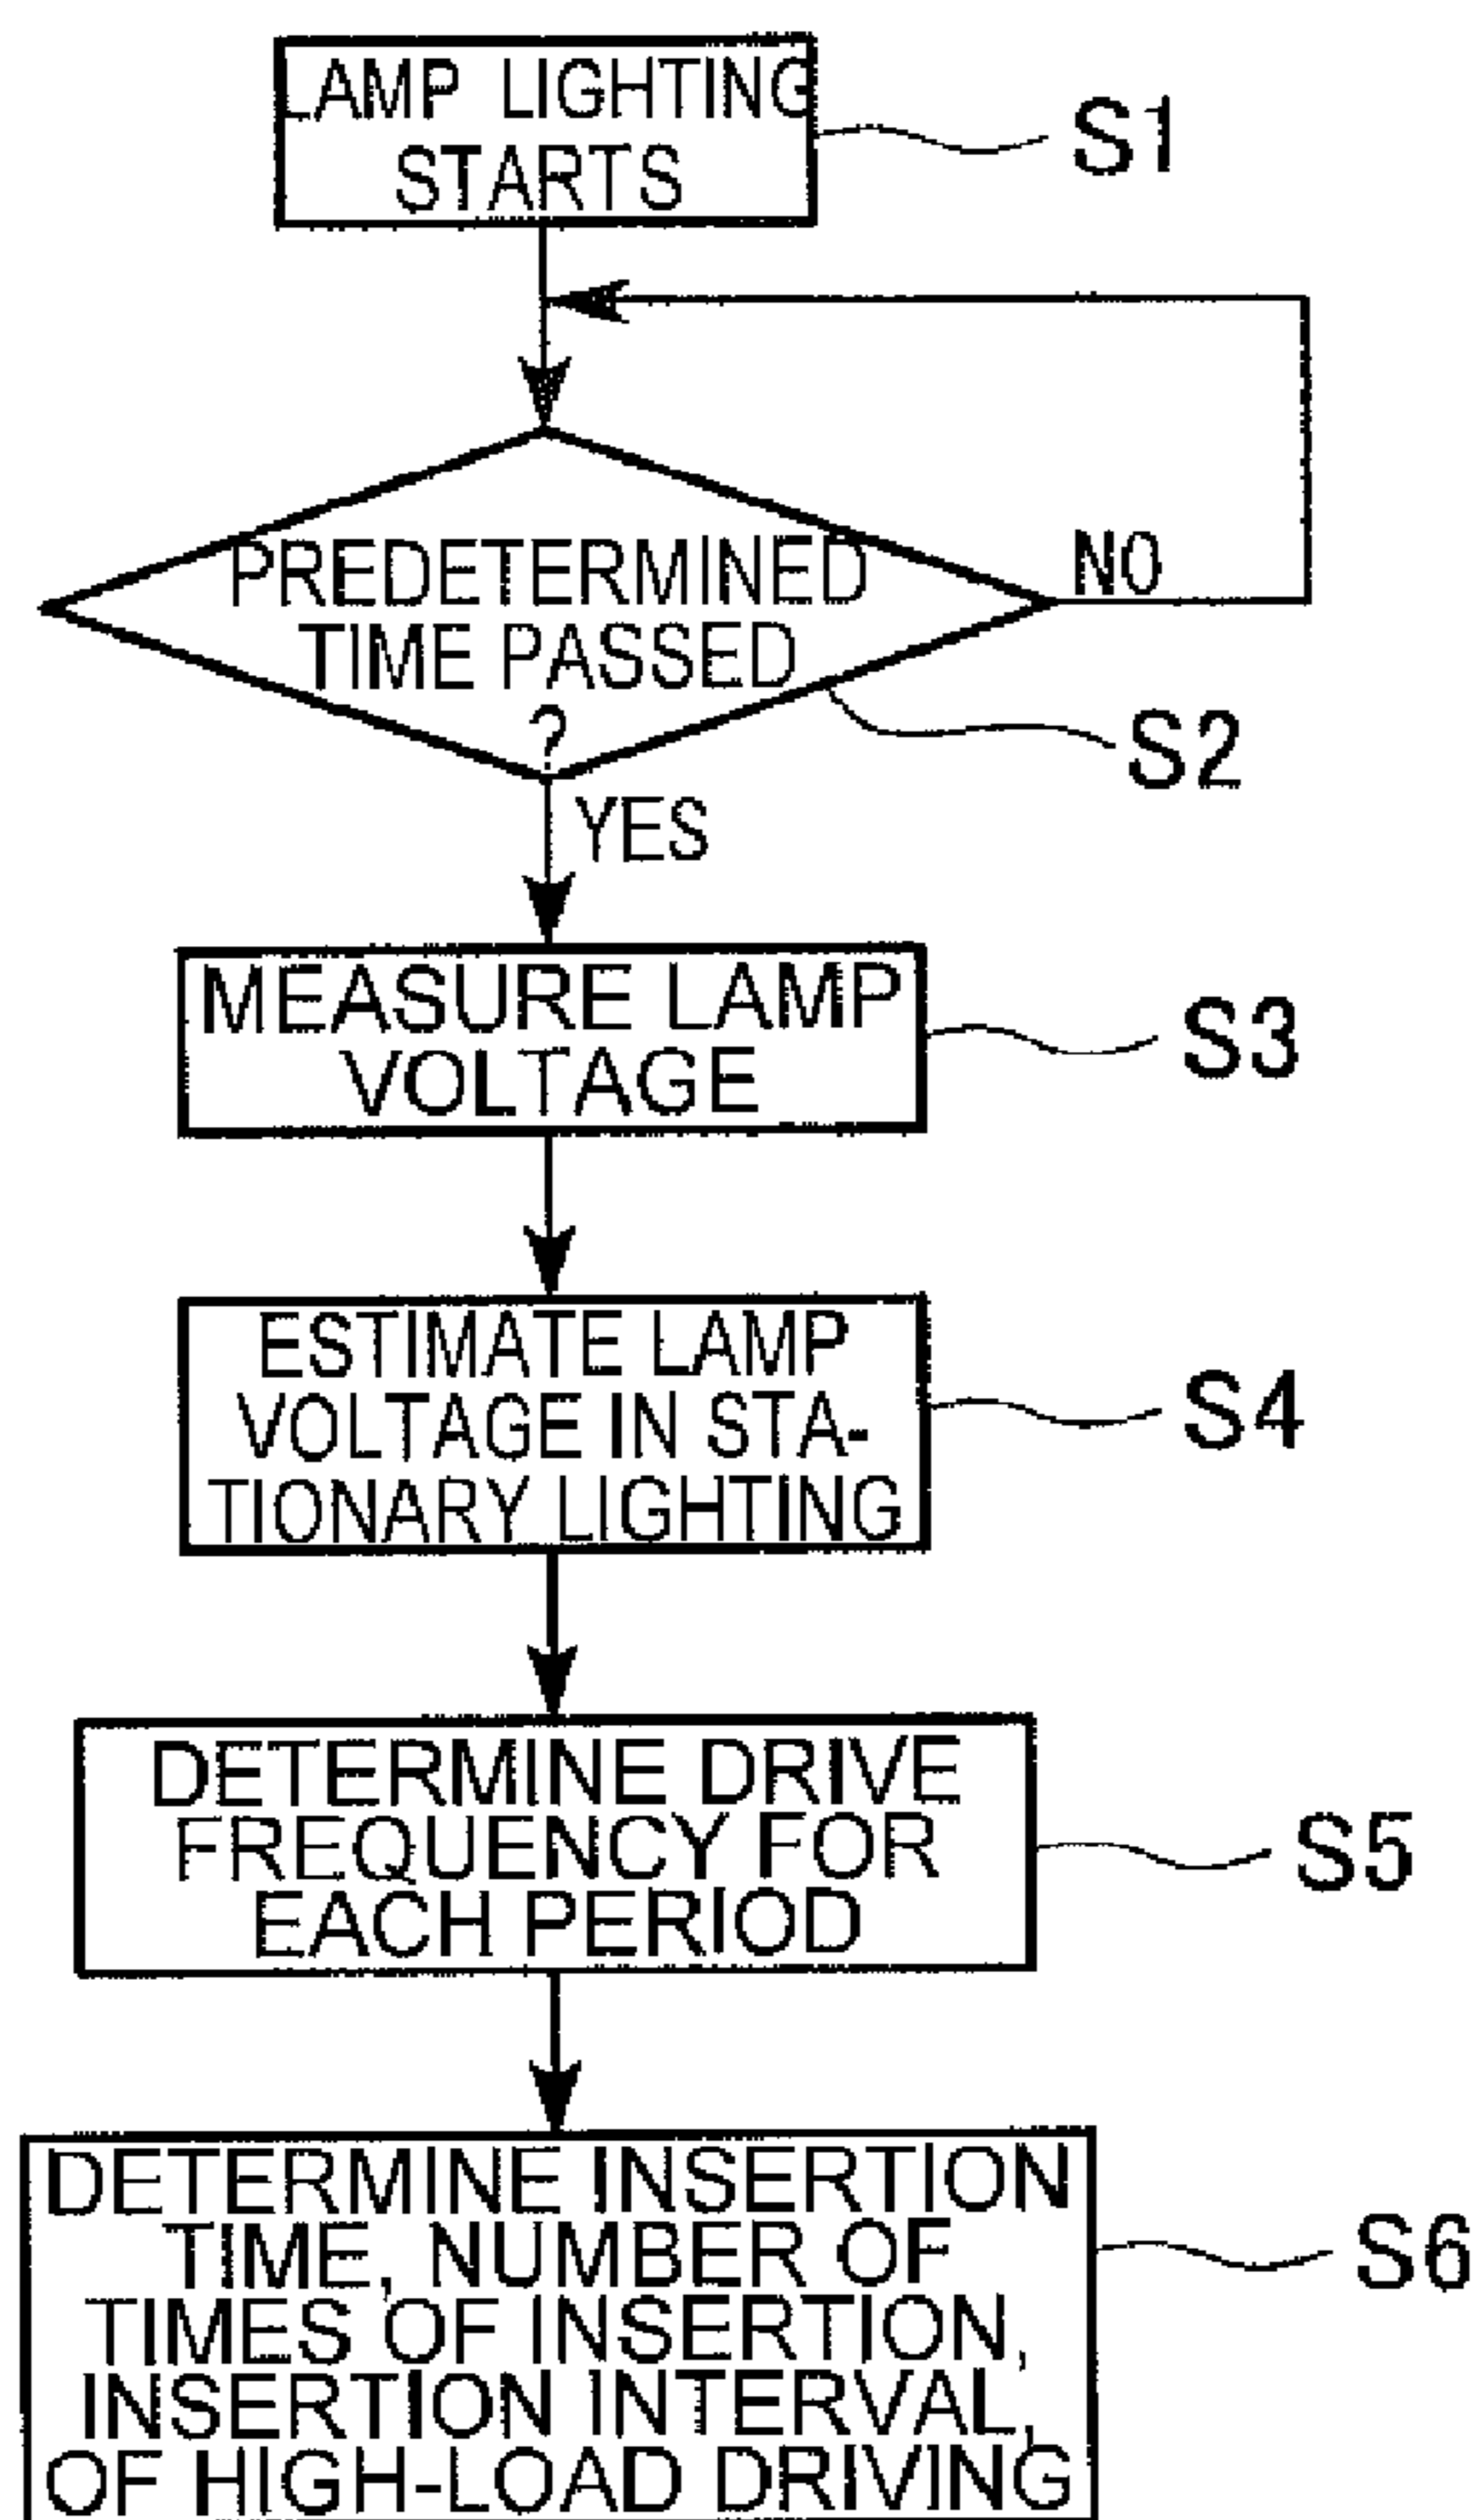 LAMP LIGHTING
STARTS
S1
NO
PREDETERMINED
TIME PASSED
?
S2
YES
MEASURE LAMP
VOLTAGE
S3
ESTIMATE LAMP
VOLTAGE IN STA-
TIONARY LIGHTING
S4
DETERMINE DRIVE
FREQUENCY FOR
EACH PERIOD
S5
DETERMINE INSERTION
TIME, NUMBER OF
TIMES OF INSERTION,
INSERTION INTERVAL,
OF HIGH-LOAD DRIVING
S6